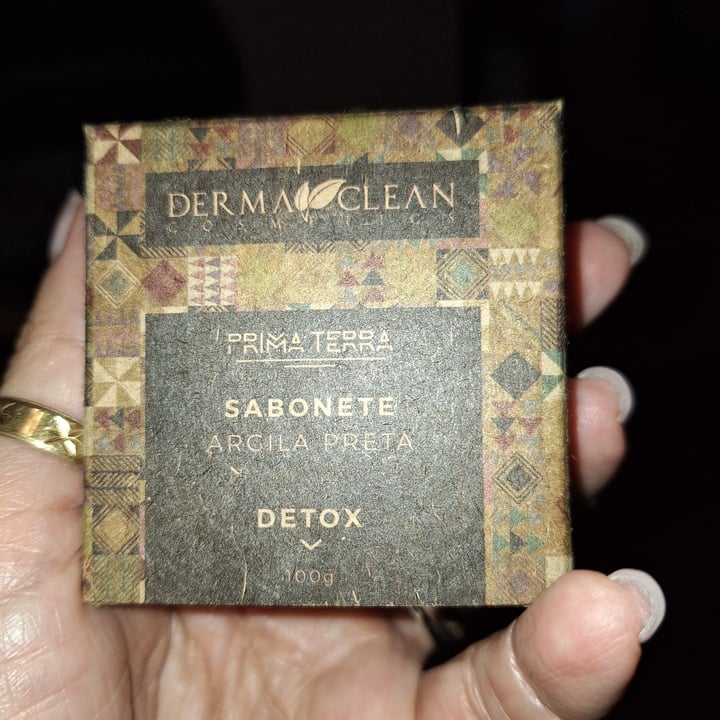 DERMA CLEAN
COSMETICS
PRIMA TERRA
SABONETE
ARGILA PRETA
DETOX
100g